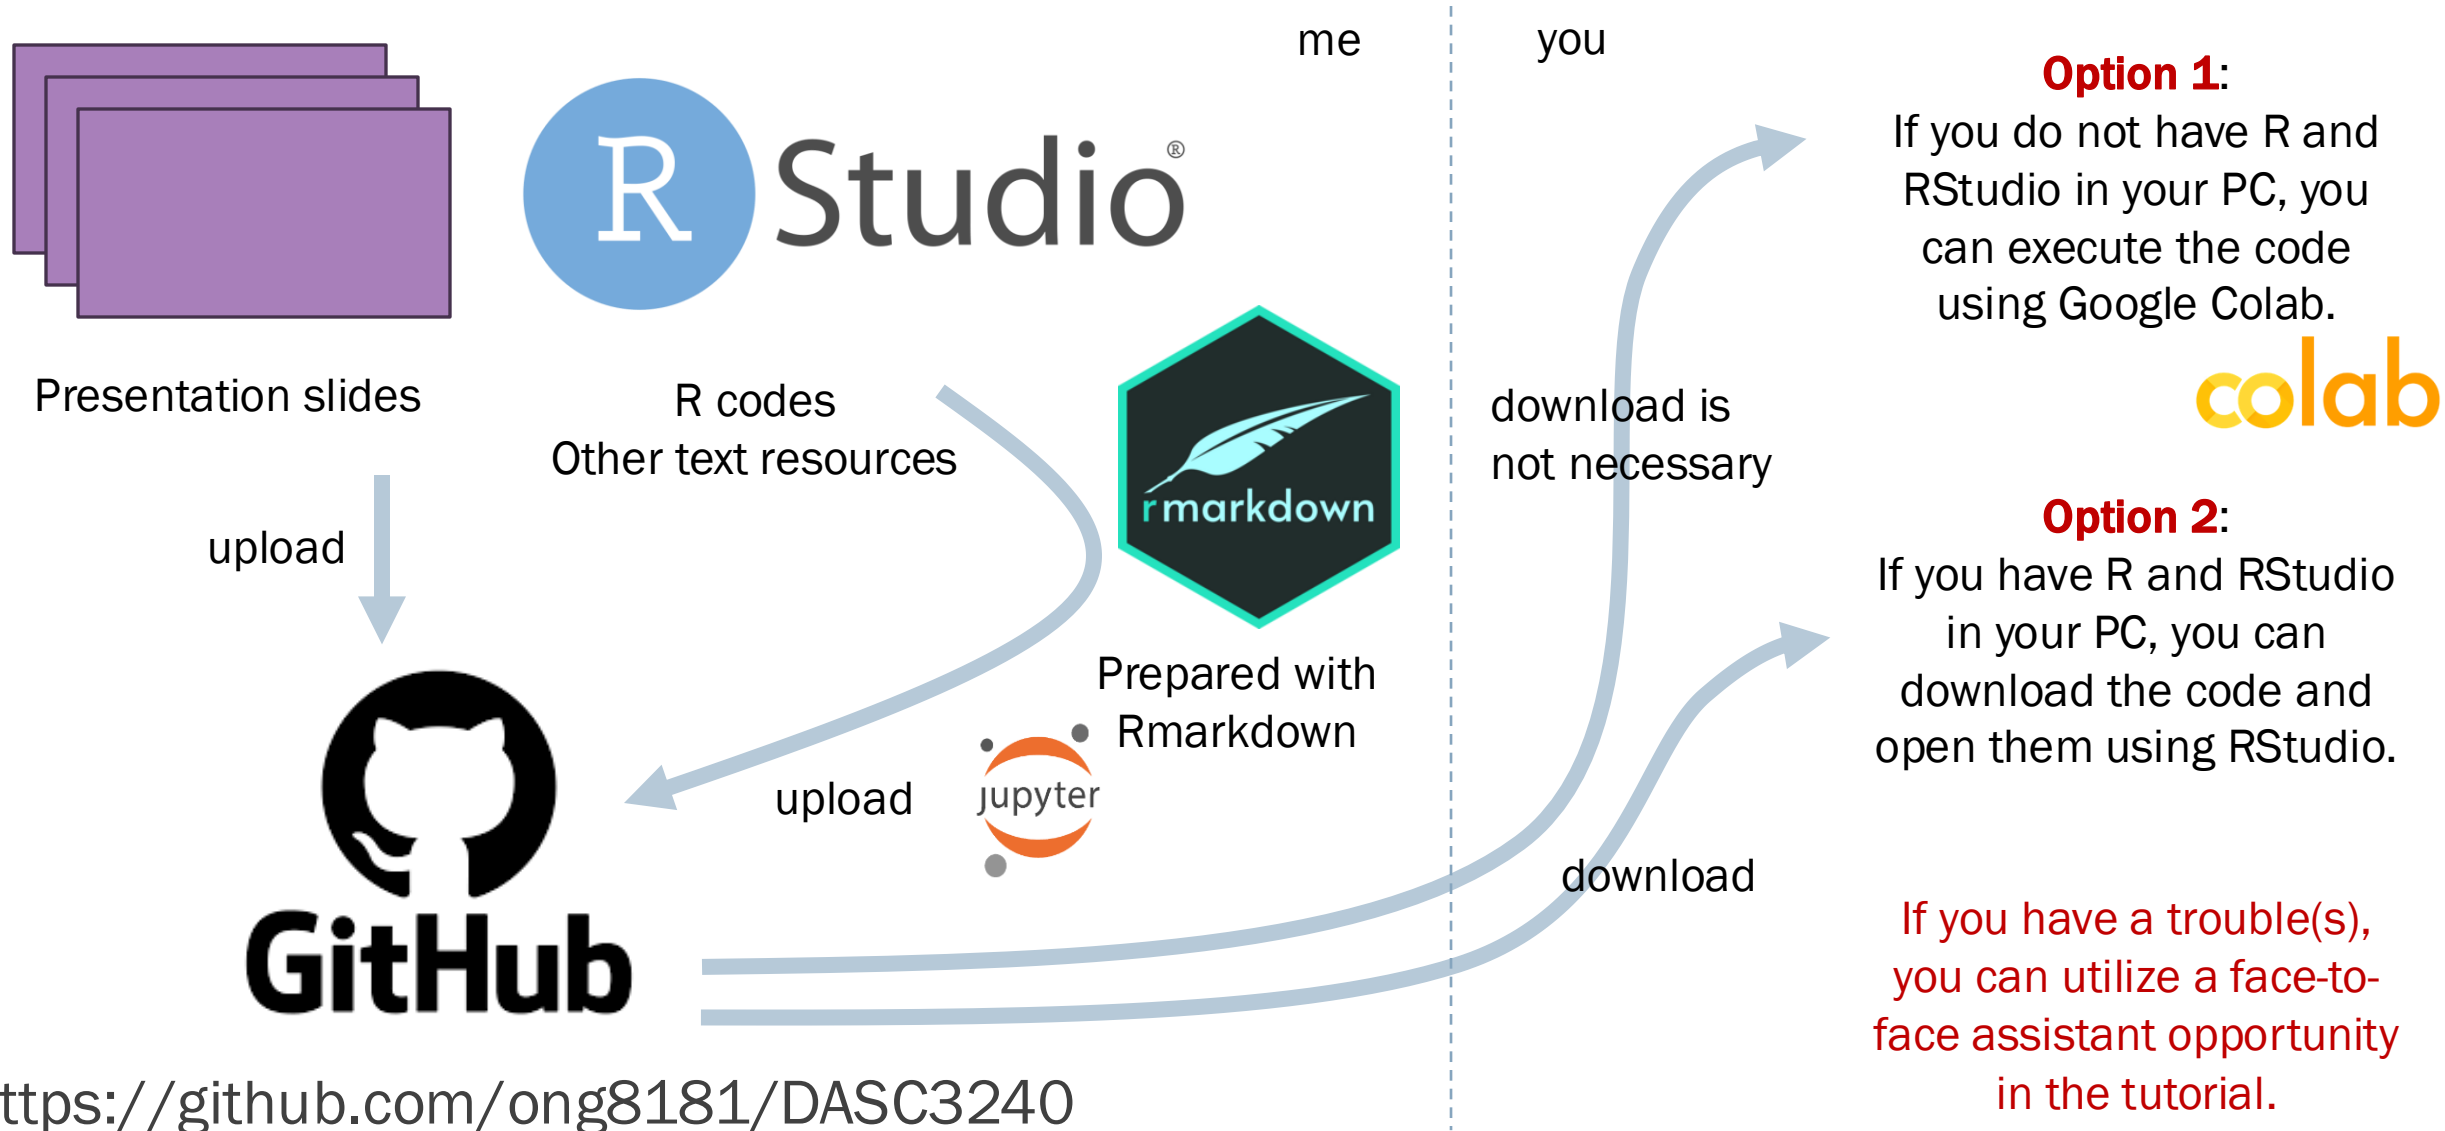 me
you
R Studio®
Presentation slides
R codes
Other text resources
rmarkdown
Prepared with
Rmarkdown
upload
upload
jupyter
GitHub
ttps://github.com/ong8181/DASC3240
download is
not necessary
download
Option 1:
If you do not have R and
RStudio in your PC, you
can execute the code
using Google Colab.
colab
Option 2:
If you have R and RStudio
in your PC, you can
download the code and
open them using RStudio.
If you have a trouble(s),
you can utilize a face-to-
face assistant opportunity
in the tutorial.